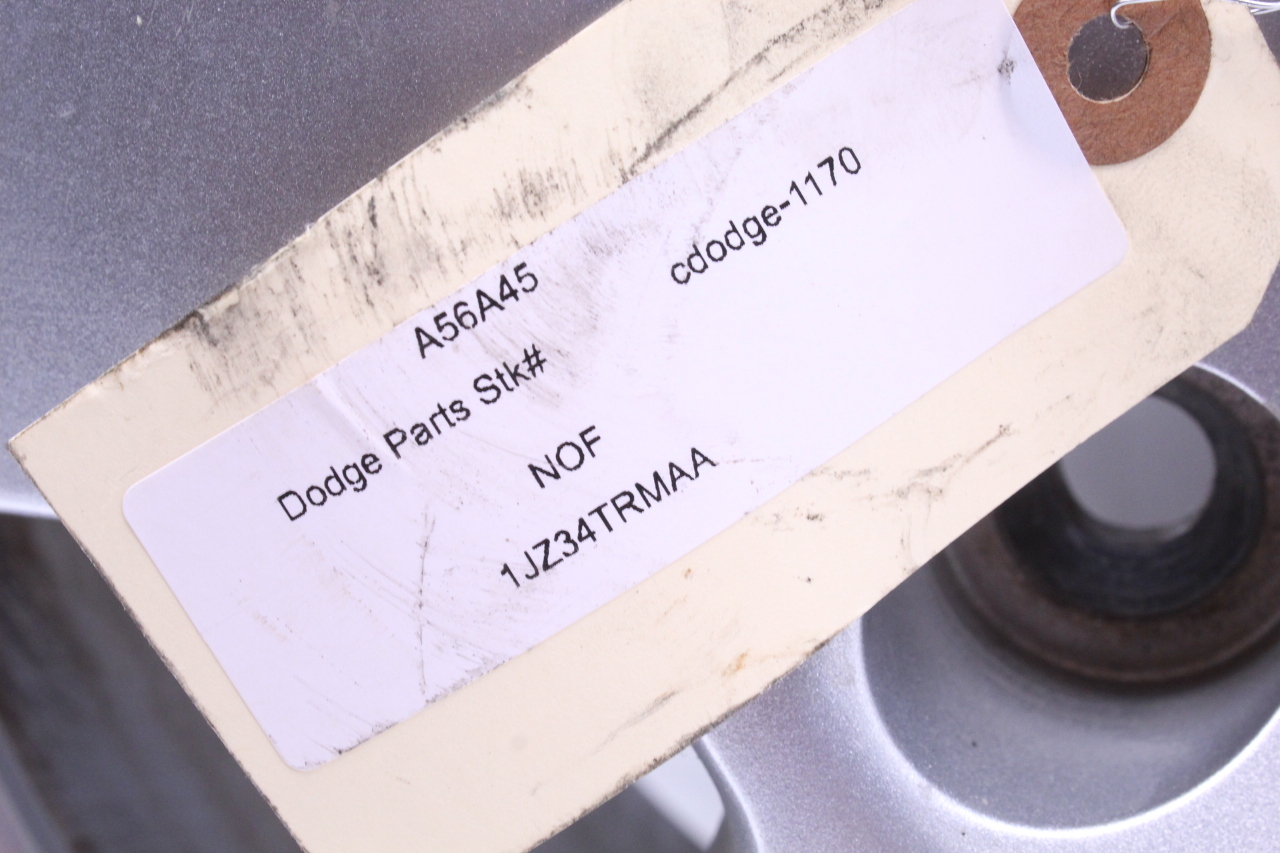 A56A45
cdodge-1170
Dodge Parts Stk#
NOF
1JZ34TRMAA